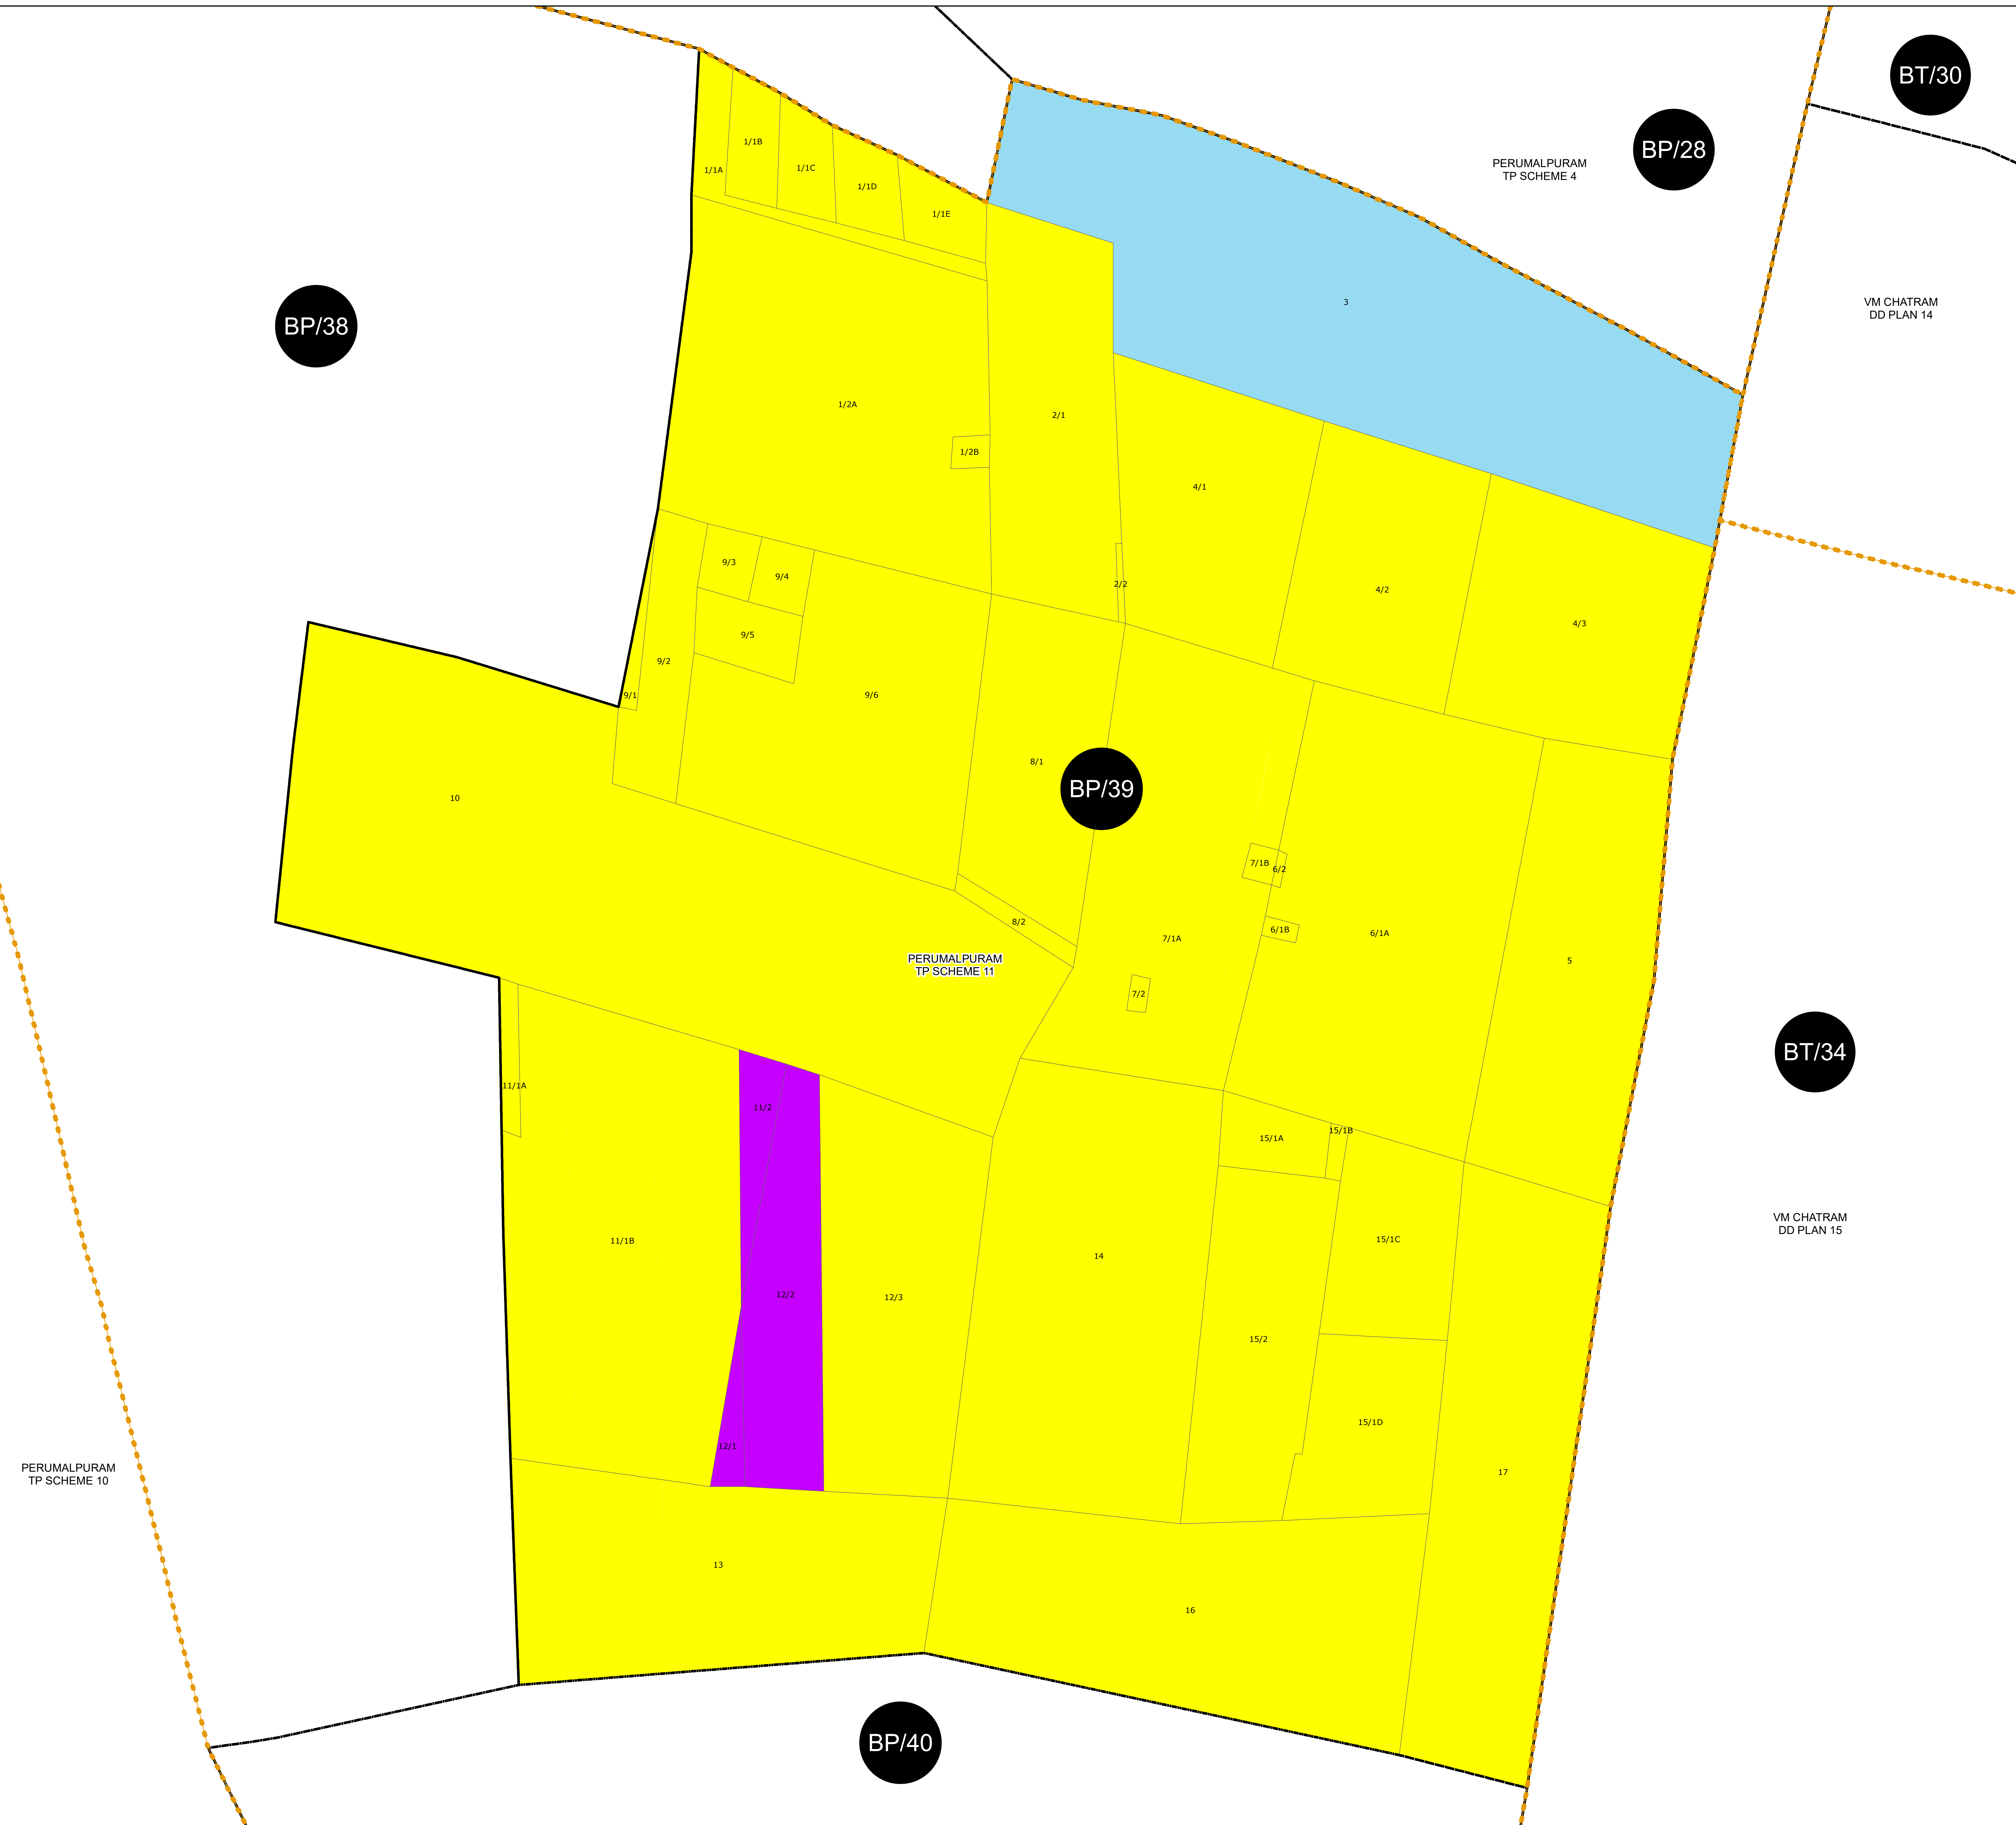 BT/30
BP/28
PERUMALPURAM
TP SCHEME 4
1/1B
1/1A
1/1C
1/1D
1/1E
VM CHATRAM
DD PLAN 14
3
BP/38
1/2A
2/1
1/2B
4/1
9/3
9/4
2/2
4/2
4/3
9/5
9/2
9/1
9/6
8/1
BP/39
10
7/1B
6/2
8/2
6/1B
6/1A
7/1A
PERUMALPURAM
TP SCHEME 11
5
7/2
BT/34
11/1A
11/2
15/1B
15/1A
VM CHATRAM
DD PLAN 15
11/1B
15/1C
14
12/2
12/3
15/2
15/1D
12/1
PERUMALPURAM
TP SCHEME 10
17
13
16
BP/40